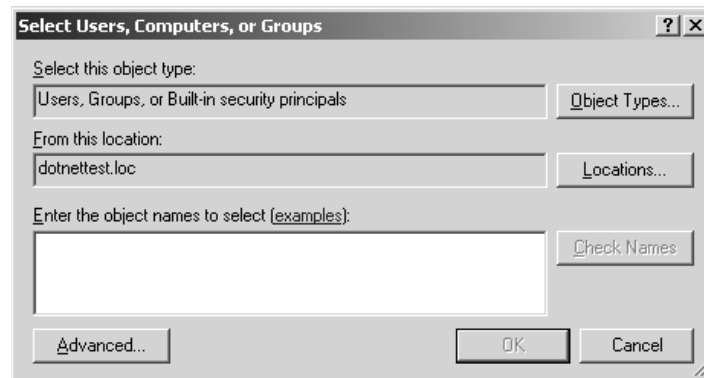 Select Users, Computers, or Groups
Select this object type:
Users, Groups, or Built-in security principals
Object Types...
From this location:
dotnettest.loc
Locations...
Enter the object names to select (examples):
Check Names
Advanced...
OK
Cancel